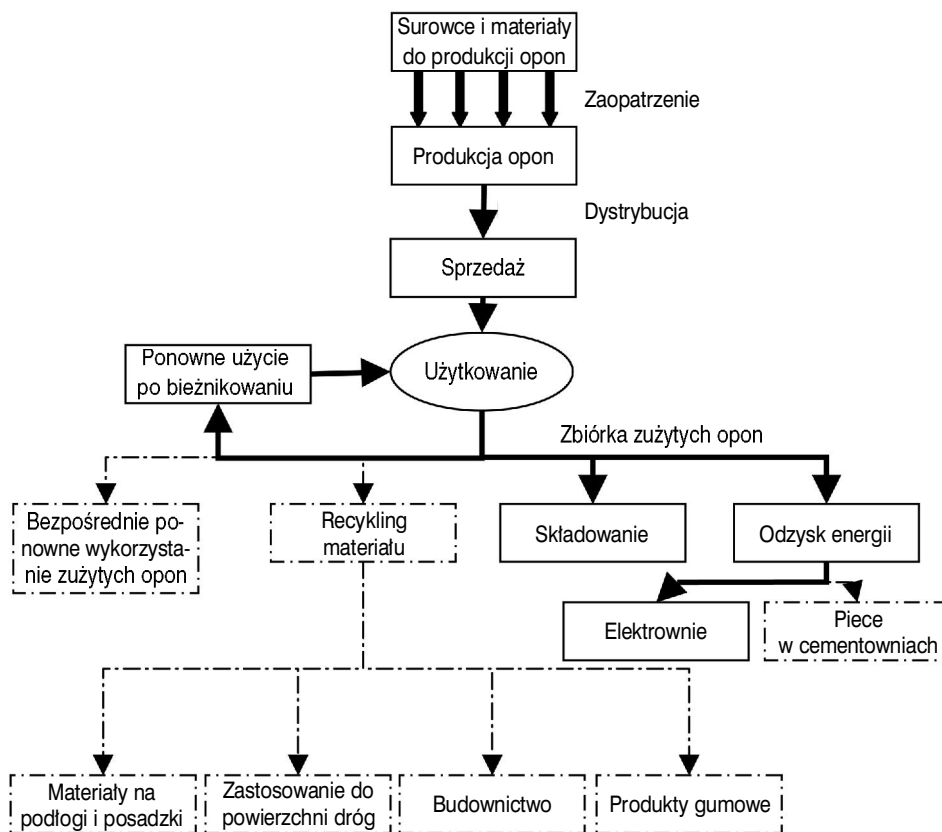 Surowce i materiały
do produkcji opon
Zaopatrzenie
Produkcja opon
Dystrybucja
Sprzedaż
Ponowne użycie
po bieżnikowaniu
Użytkowanie
Zbiórka zużytych opon
Bezpośrednie po-
nowne wykorzysta-
nie zużytych opon
Recykling
materiału
Składowanie
Odzysk energii
Elektrownie
Piece
w cementowniach
Materiały na
podłogi i posadzki
Zastosowanie do
powierzchni dróg
Budownictwo
Produkty gumowe